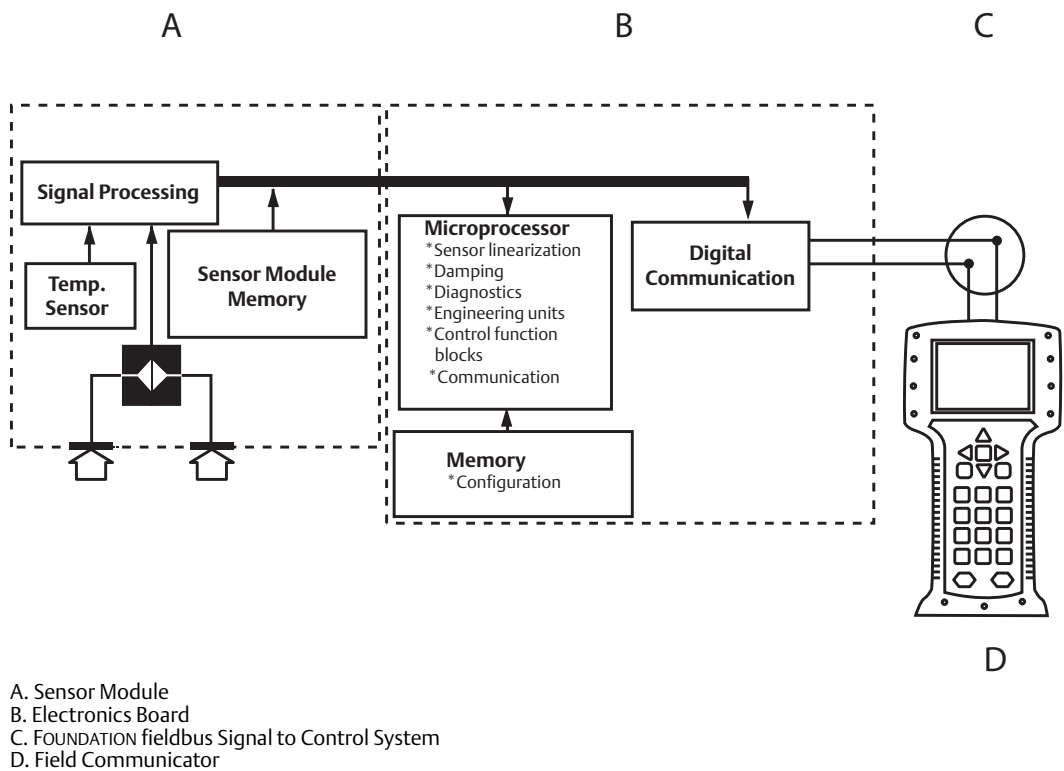 A
B
C
Signal Processing
Temp.
Sensor
Sensor Module
Memory
Microprocessor
*Sensor linearization
*Damping
*Diagnostics
*Engineering units
*Control function
blocks
*Communication
Memory
*Configuration
Digital
Communication
D
A. Sensor Module
B. Electronics Board
C. FOUNDATION fieldbus Signal to Control System
D. Field Communicator